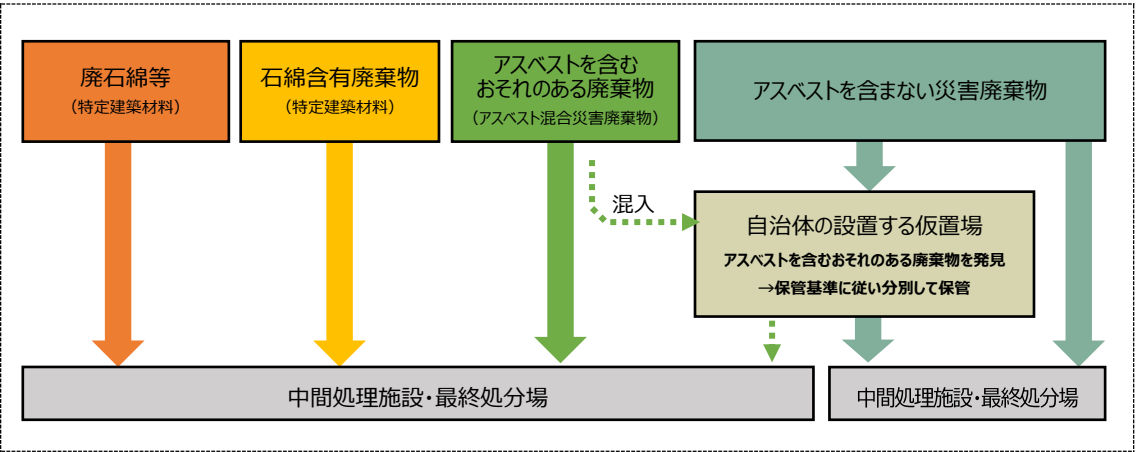 廃石綿等
（特定建築材料）
石綿含有廃棄物
（特定建築材料）
アスベストを含む
おそれのある廃棄物
（アスベスト混合災害廃棄物）
アスベストを含まない災害廃棄物
混入
自治体の設置する仮置場
アスベストを含むおそれのある廃棄物を発見
→保管基準に従い分別して保管
中間処理施設・最終処分場
中間処理施設・最終処分場